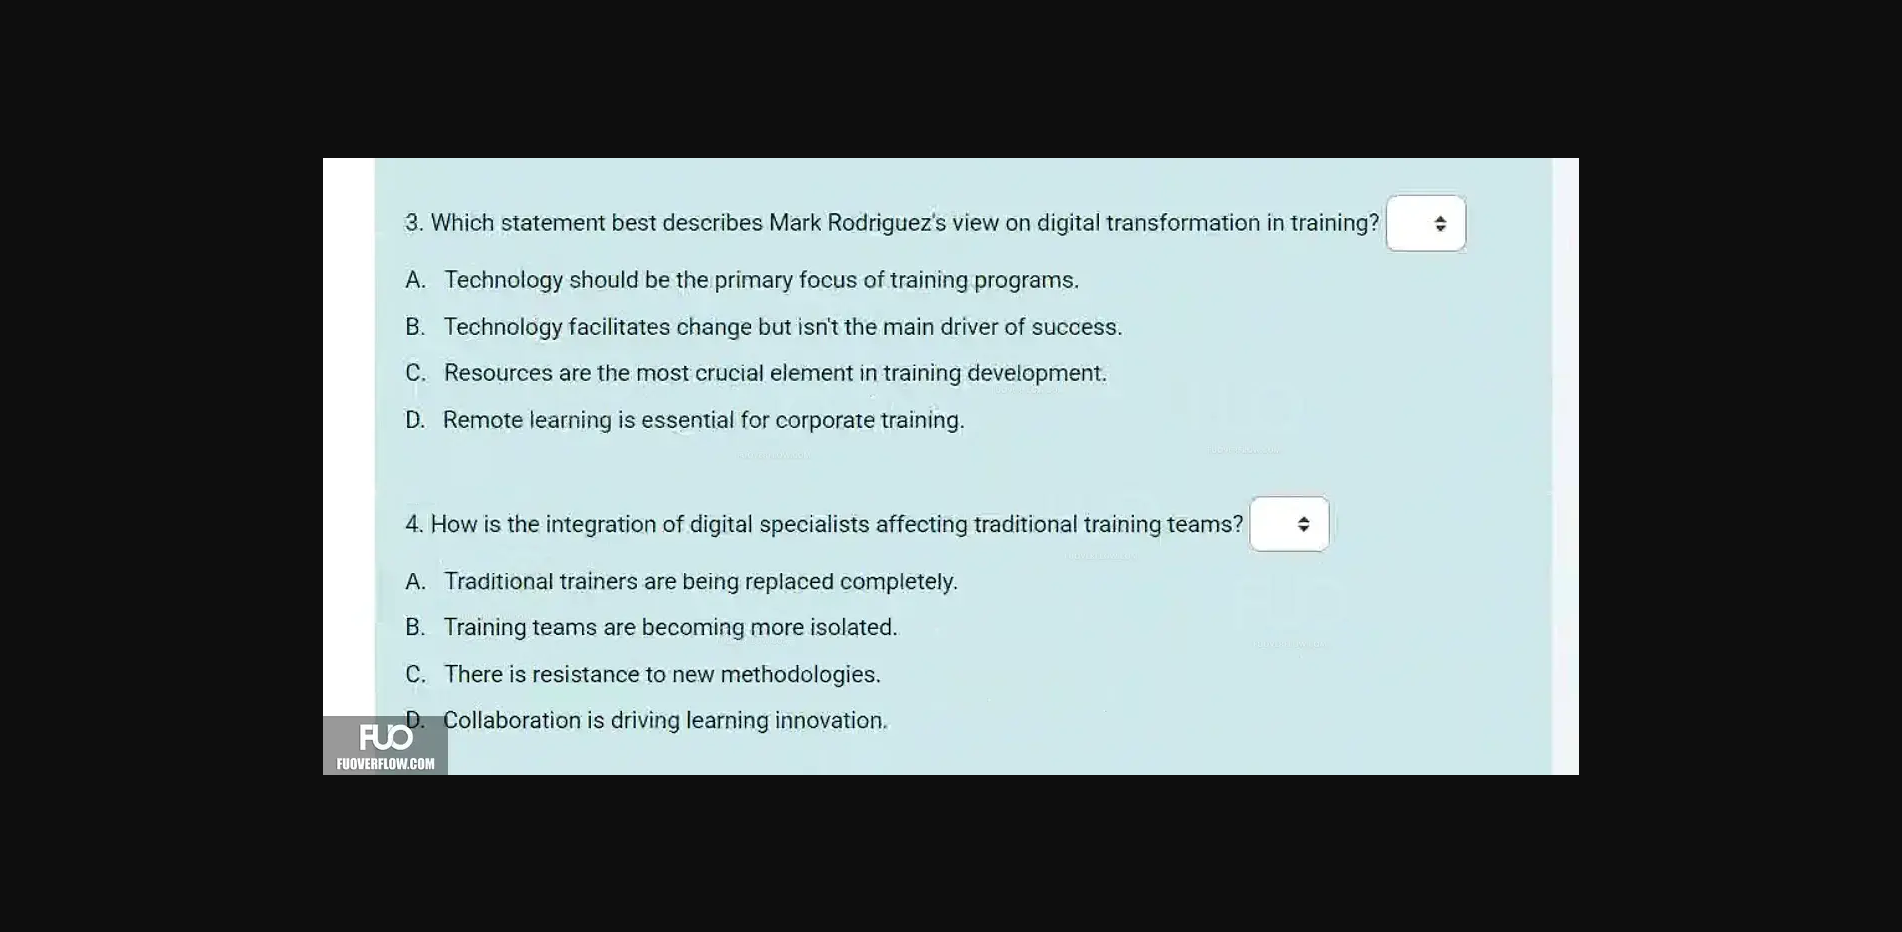 3. Which statement best describes Mark Rodriguez's view on digital transformation in training?
A. Technology should be the primary focus of training programs.
B. Technology facilitates change but isn't the main driver of success.
C. Resources are the most crucial element in training development.
D. Remote learning is essential for corporate training.
4. How is the integration of digital specialists affecting traditional training teams?
A. Traditional trainers are being replaced completely.
B. Training teams are becoming more isolated.
C. There is resistance to new methodologies.
D. Collaboration is driving learning innovation.
FUO
FUOVERFLOW.COM